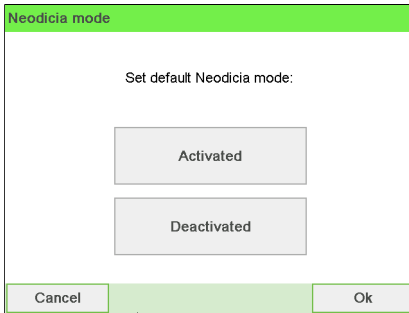 Neodicia mode
Set default Neodicia mode:
Activated
Deactivated
Cancel
Ok